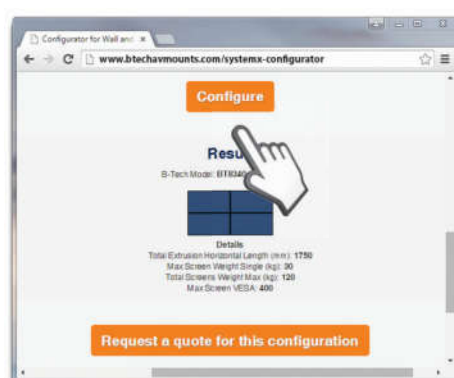 Configurator for Wall and
www.btechavmounts.com/systemx-configurator
Configure
B-Tech Model:
Details
Total Extrusion Horizontal Length (mm): 1750
Max Screen Weight Single (kg): 30
Total Screens Weight Max (kg): 120
Max Screen VESA: 400
Request a quote for this configuration